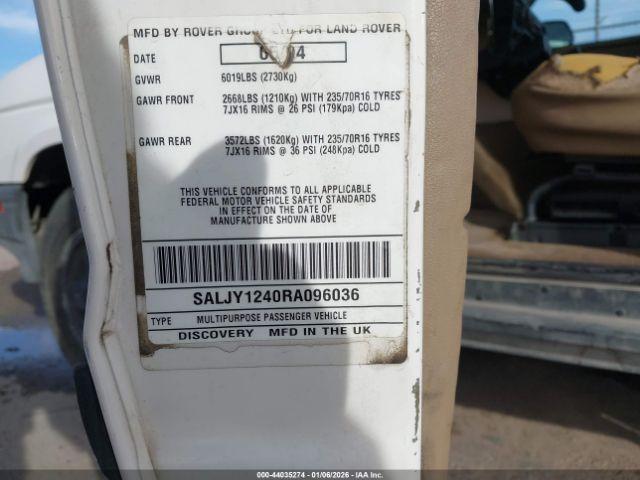 MFD BY ROVER GROUP LTD FOR LAND ROVER
DATE
GVWR 6019LBS (2730Kg)
GAWR FRONT 2668LBS (1210Kg) WITH 235/70R16 TYRES
7JX16 RIMS @ 26 PSI (179Kpa) COLD
GAWR REAR 3572LBS (1620Kg) WITH 235/70R16 TYRES
7JX16 RIMS @ 36 PSI (248Kpa) COLD
THIS VEHICLE CONFORMS TO ALL APPLICABLE
FEDERAL MOTOR VEHICLE SAFETY STANDARDS
IN EFFECT ON THE DATE OF
MANUFACTURE SHOWN ABOVE
SALJY1240RA096036
TYPE MULTIPURPOSE PASSENGER VEHICLE
DISCOVERY MFD IN THE UK
000-44035274 | 01/06/2026 - IAA, Inc.